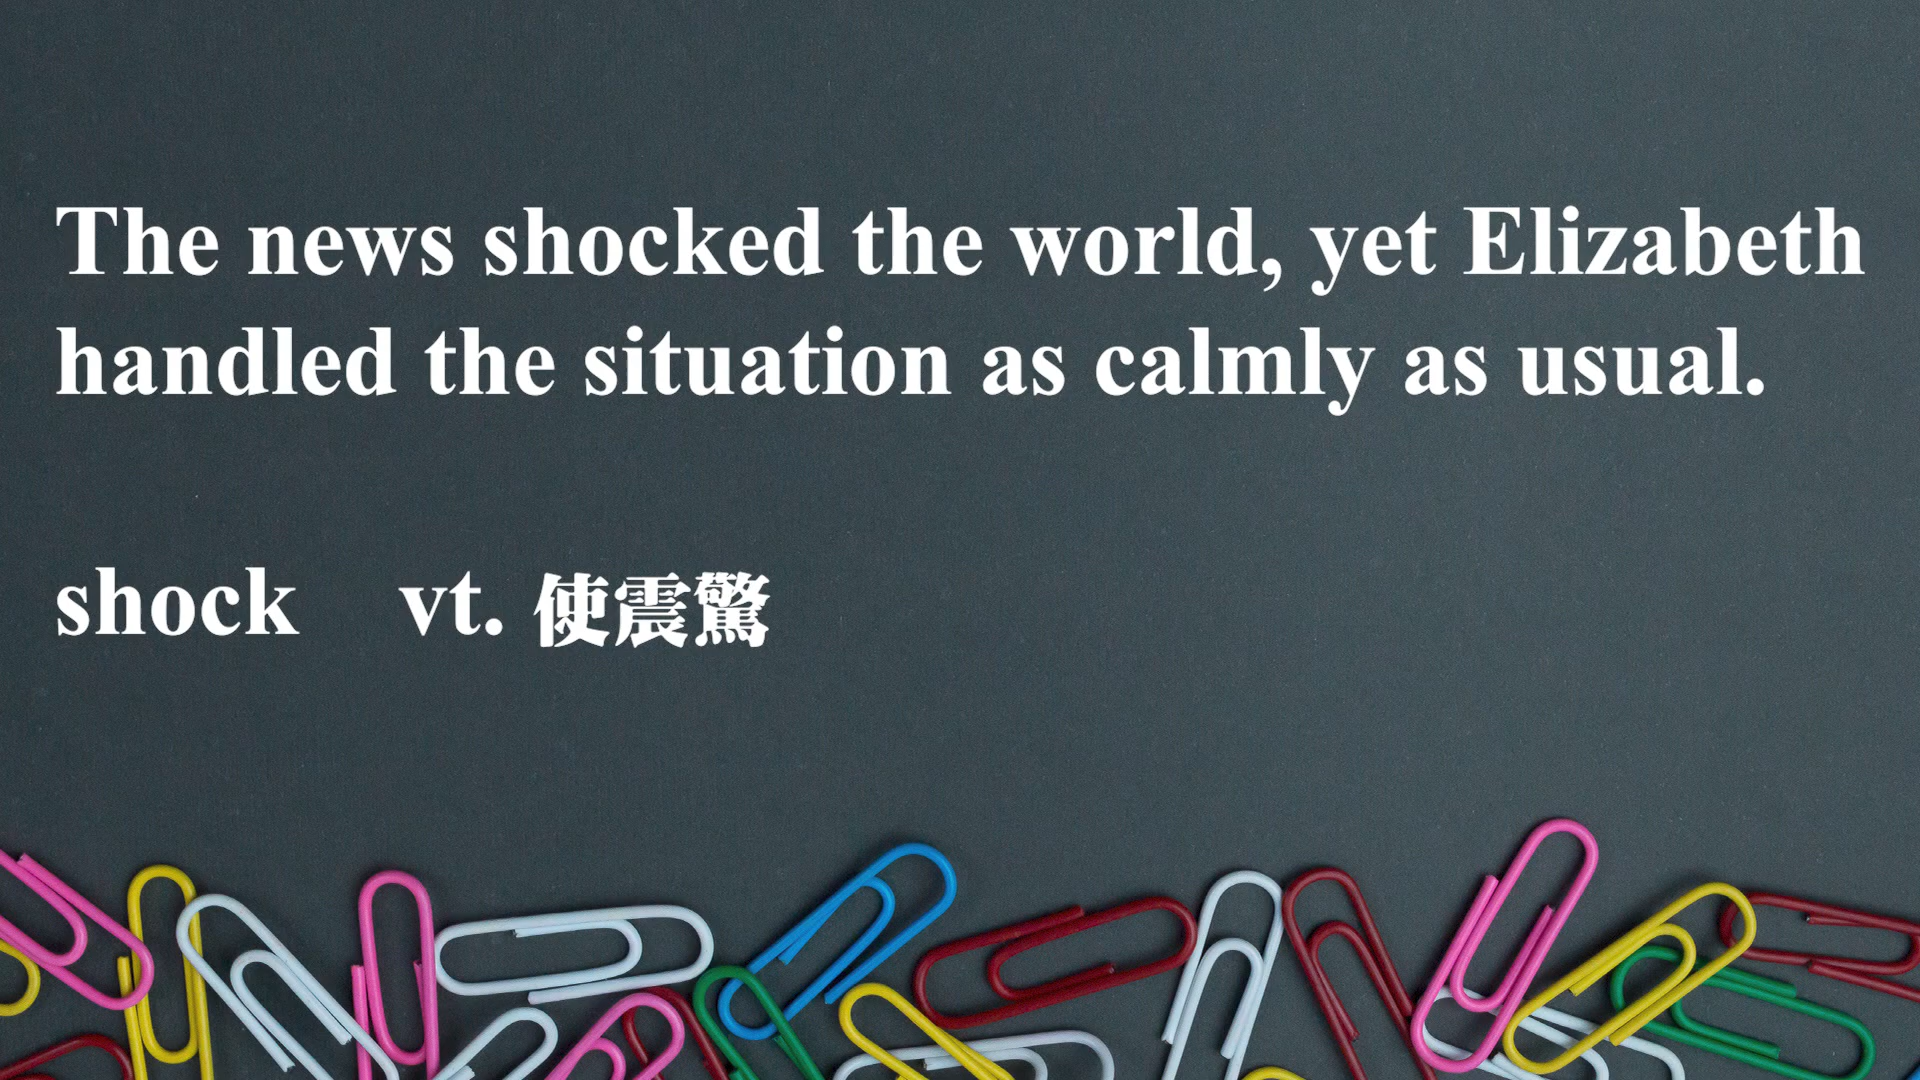 The news shocked the world, yet Elizabeth
handled the situation as calmly as usual.
shock vt. 使震驚